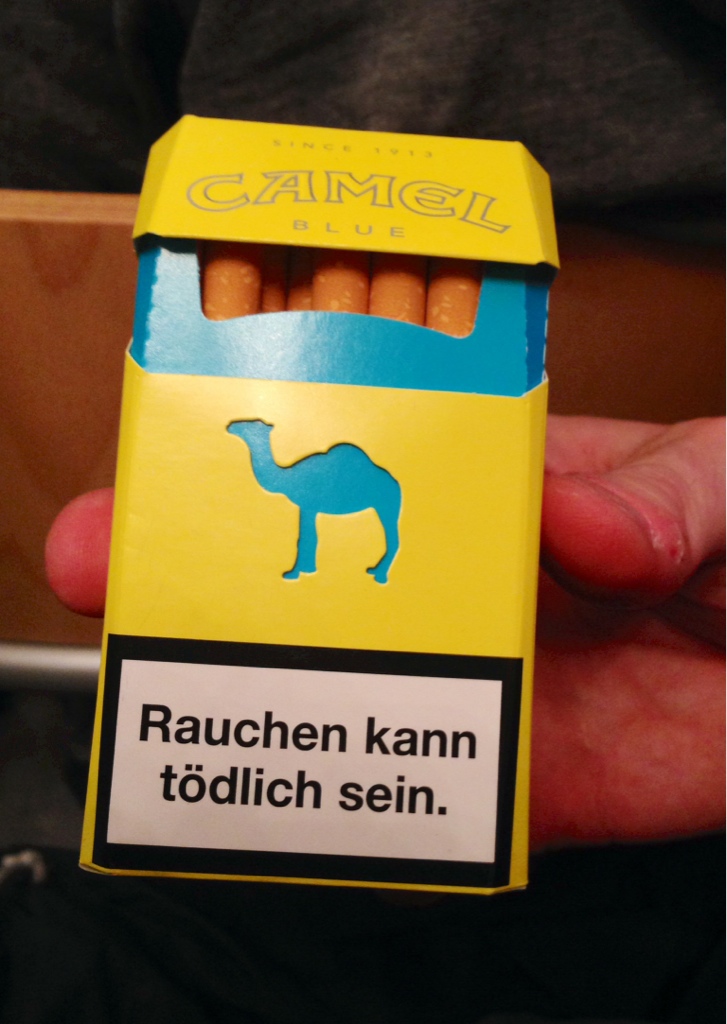 SINCE 1913
CAMEL
BLUE
Rauchen kann
tödlich sein.